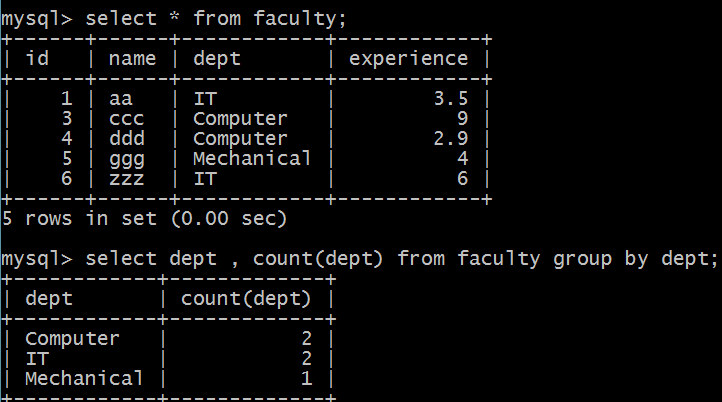 mysql> select * from faculty;
+------+------+------------+------------+
| id   | name | dept       | experience |
+------+------+------------+------------+
|    1 | aa   | IT         |        3.5 |
|    3 | ccc  | Computer   |          9 |
|    4 | ddd  | Computer   |        2.9 |
|    5 | ggg  | Mechanical |          4 |
|    6 | zzz  | IT         |          6 |
+------+------+------------+------------+
5 rows in set (0.00 sec)
mysql> select dept , count(dept) from faculty group by dept;
+------------+-------------+
| dept       | count(dept) |
+------------+-------------+
| Computer   |           2 |
| IT         |           2 |
| Mechanical |           1 |
+------------+-------------+